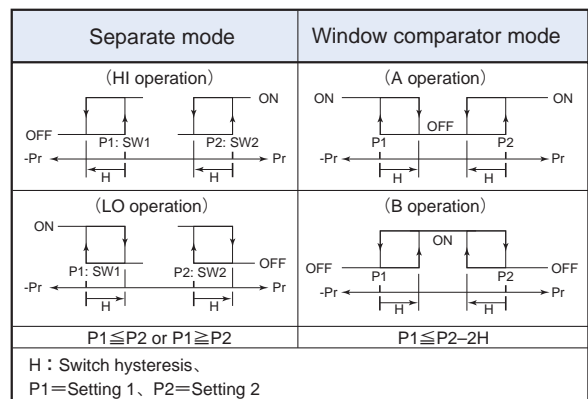 Separate mode
Window comparator mode
(HI operation)
ON
OFF
P1: SW1
P2: SW2
-Pr
Pr
H
H
(A operation)
ON
ON
OFF
P1
P2
-Pr
Pr
H
H
(LO operation)
ON
P1: SW1
P2: SW2
OFF
-Pr
Pr
H
H
(B operation)
ON
OFF
OFF
P1
P2
-Pr
Pr
H
H
P1≦P2 or P1≧P2
P1≦P2–2H
H：Switch hysteresis、
P1＝Setting 1、P2＝Setting 2